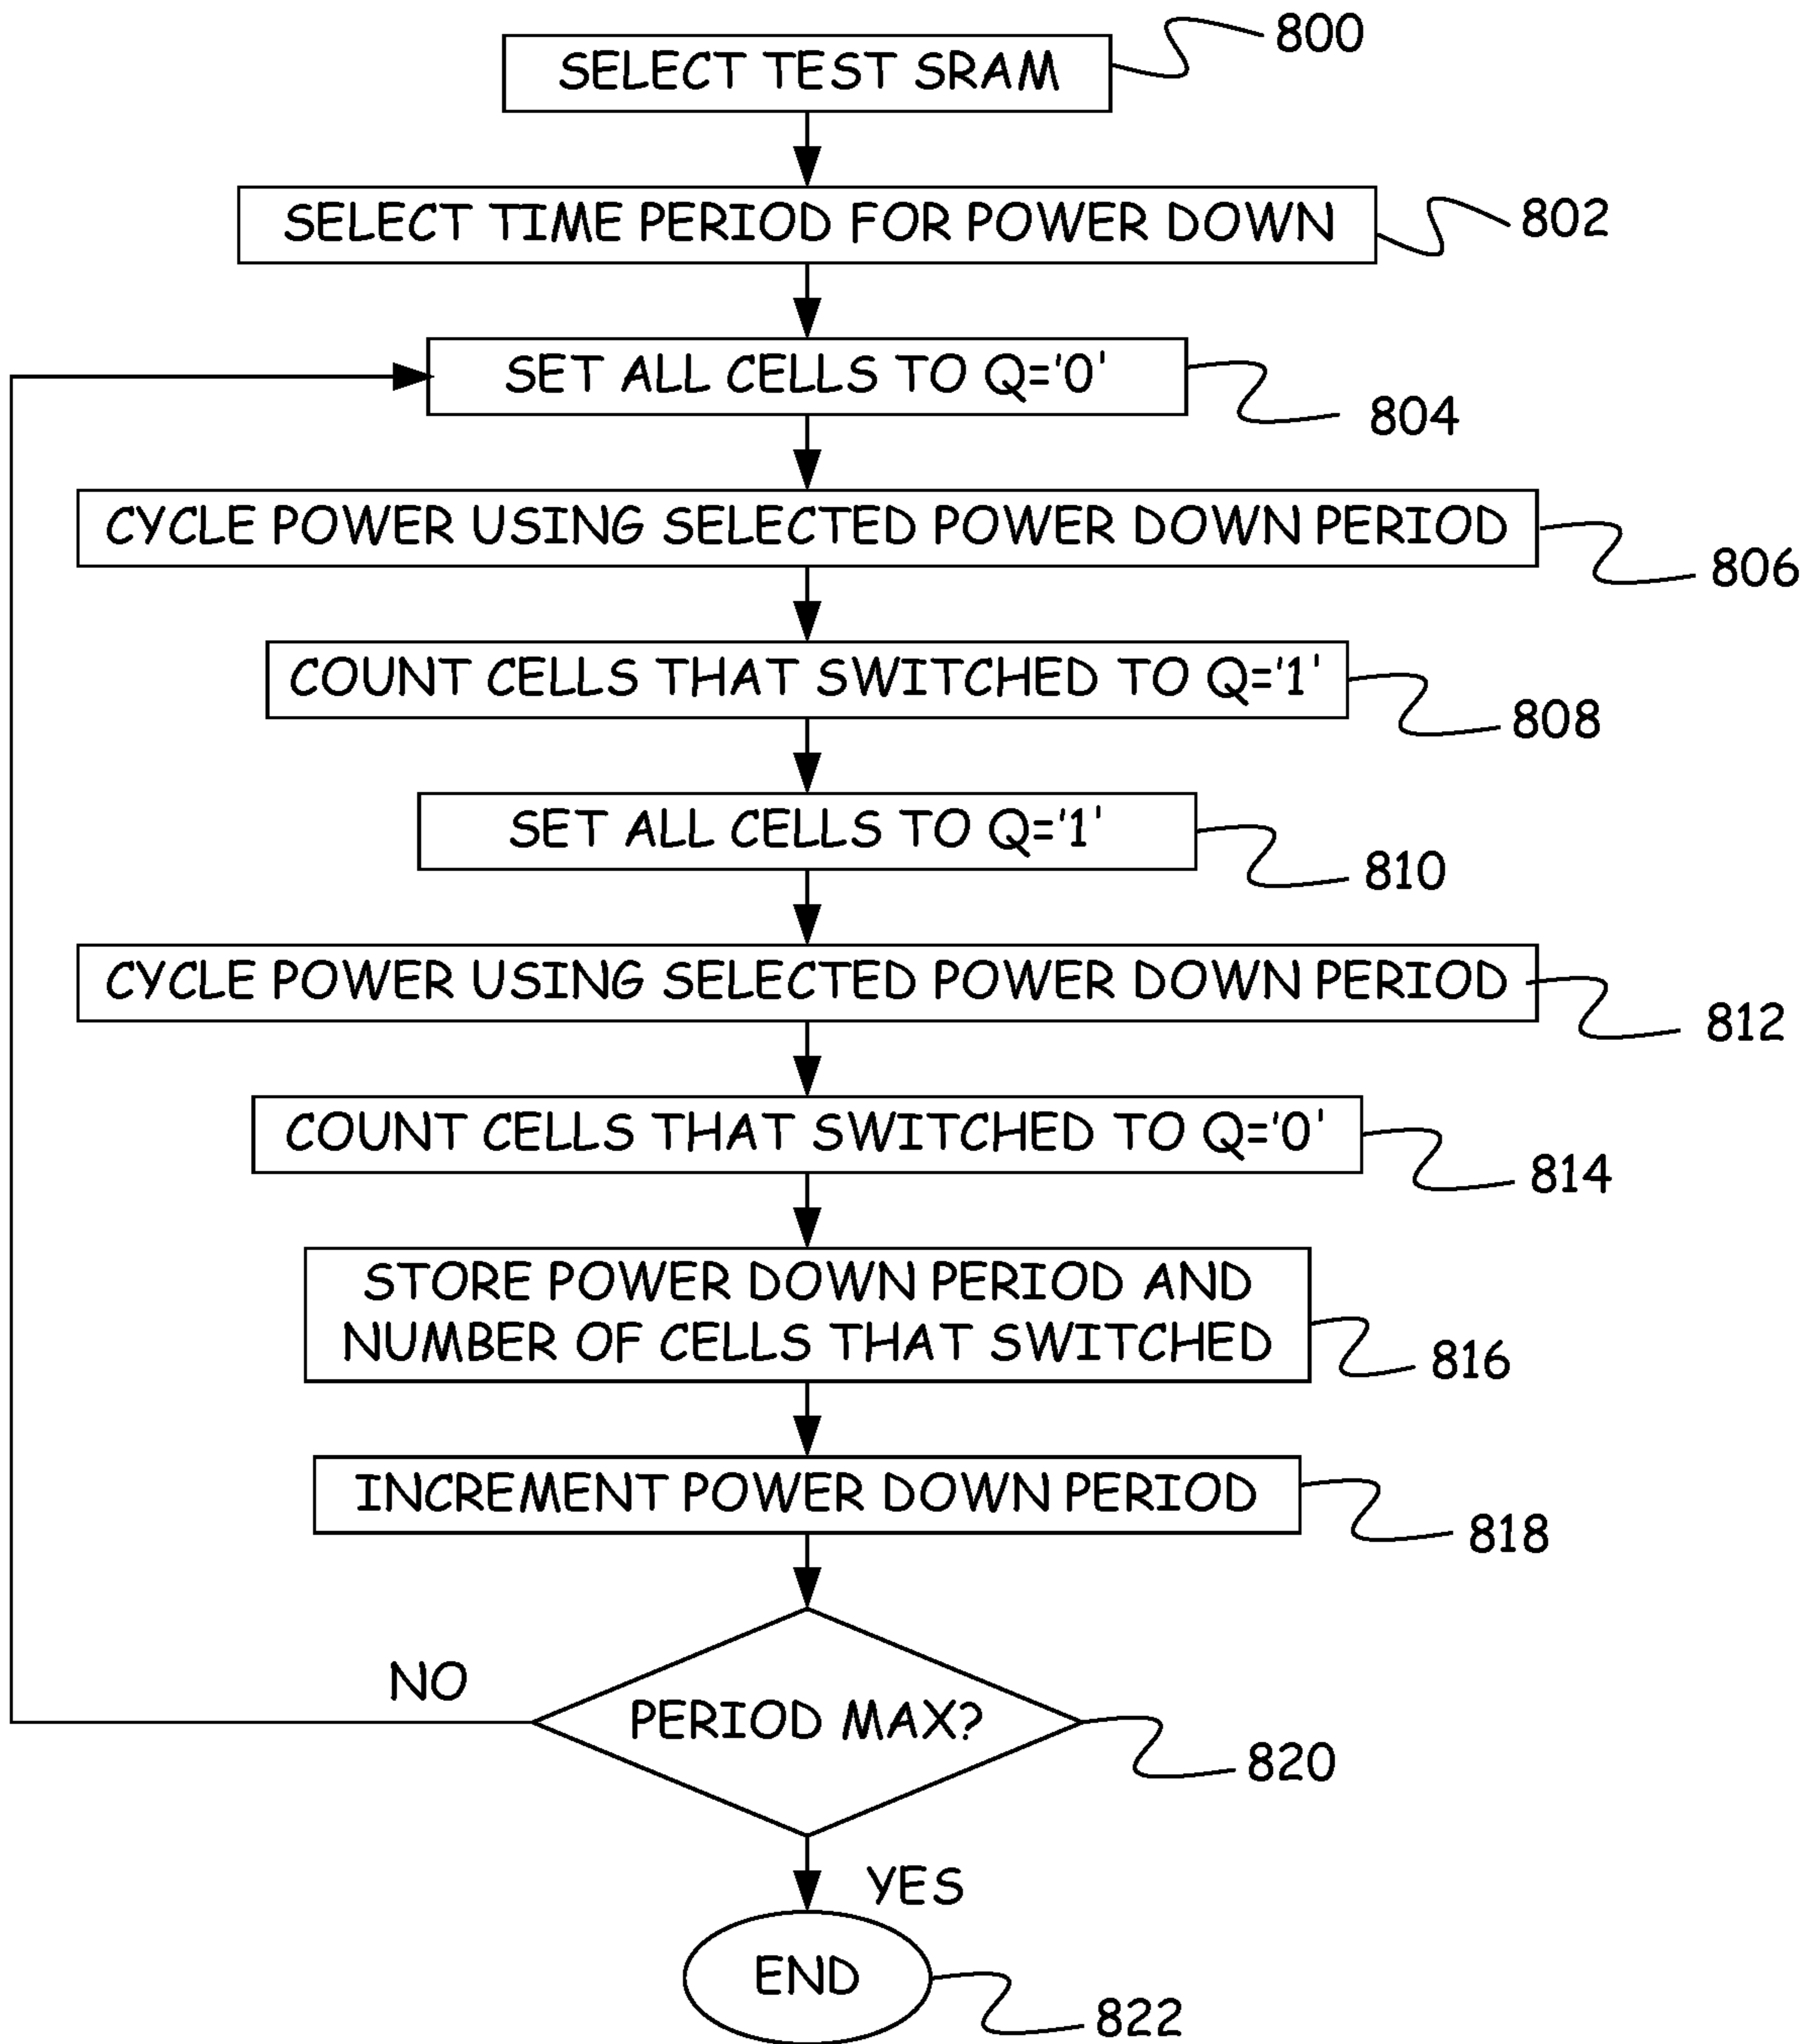 SELECT TEST SRAM
800
SELECT TIME PERIOD FOR POWER DOWN
802
SET ALL CELLS TO Q='0'
804
CYCLE POWER USING SELECTED POWER DOWN PERIOD
806
COUNT CELLS THAT SWITCHED TO Q='1'
808
SET ALL CELLS TO Q='1'
810
CYCLE POWER USING SELECTED POWER DOWN PERIOD
812
COUNT CELLS THAT SWITCHED TO Q='0'
814
STORE POWER DOWN PERIOD AND
NUMBER OF CELLS THAT SWITCHED
816
INCREMENT POWER DOWN PERIOD
818
NO
PERIOD MAX?
820
YES
END
822